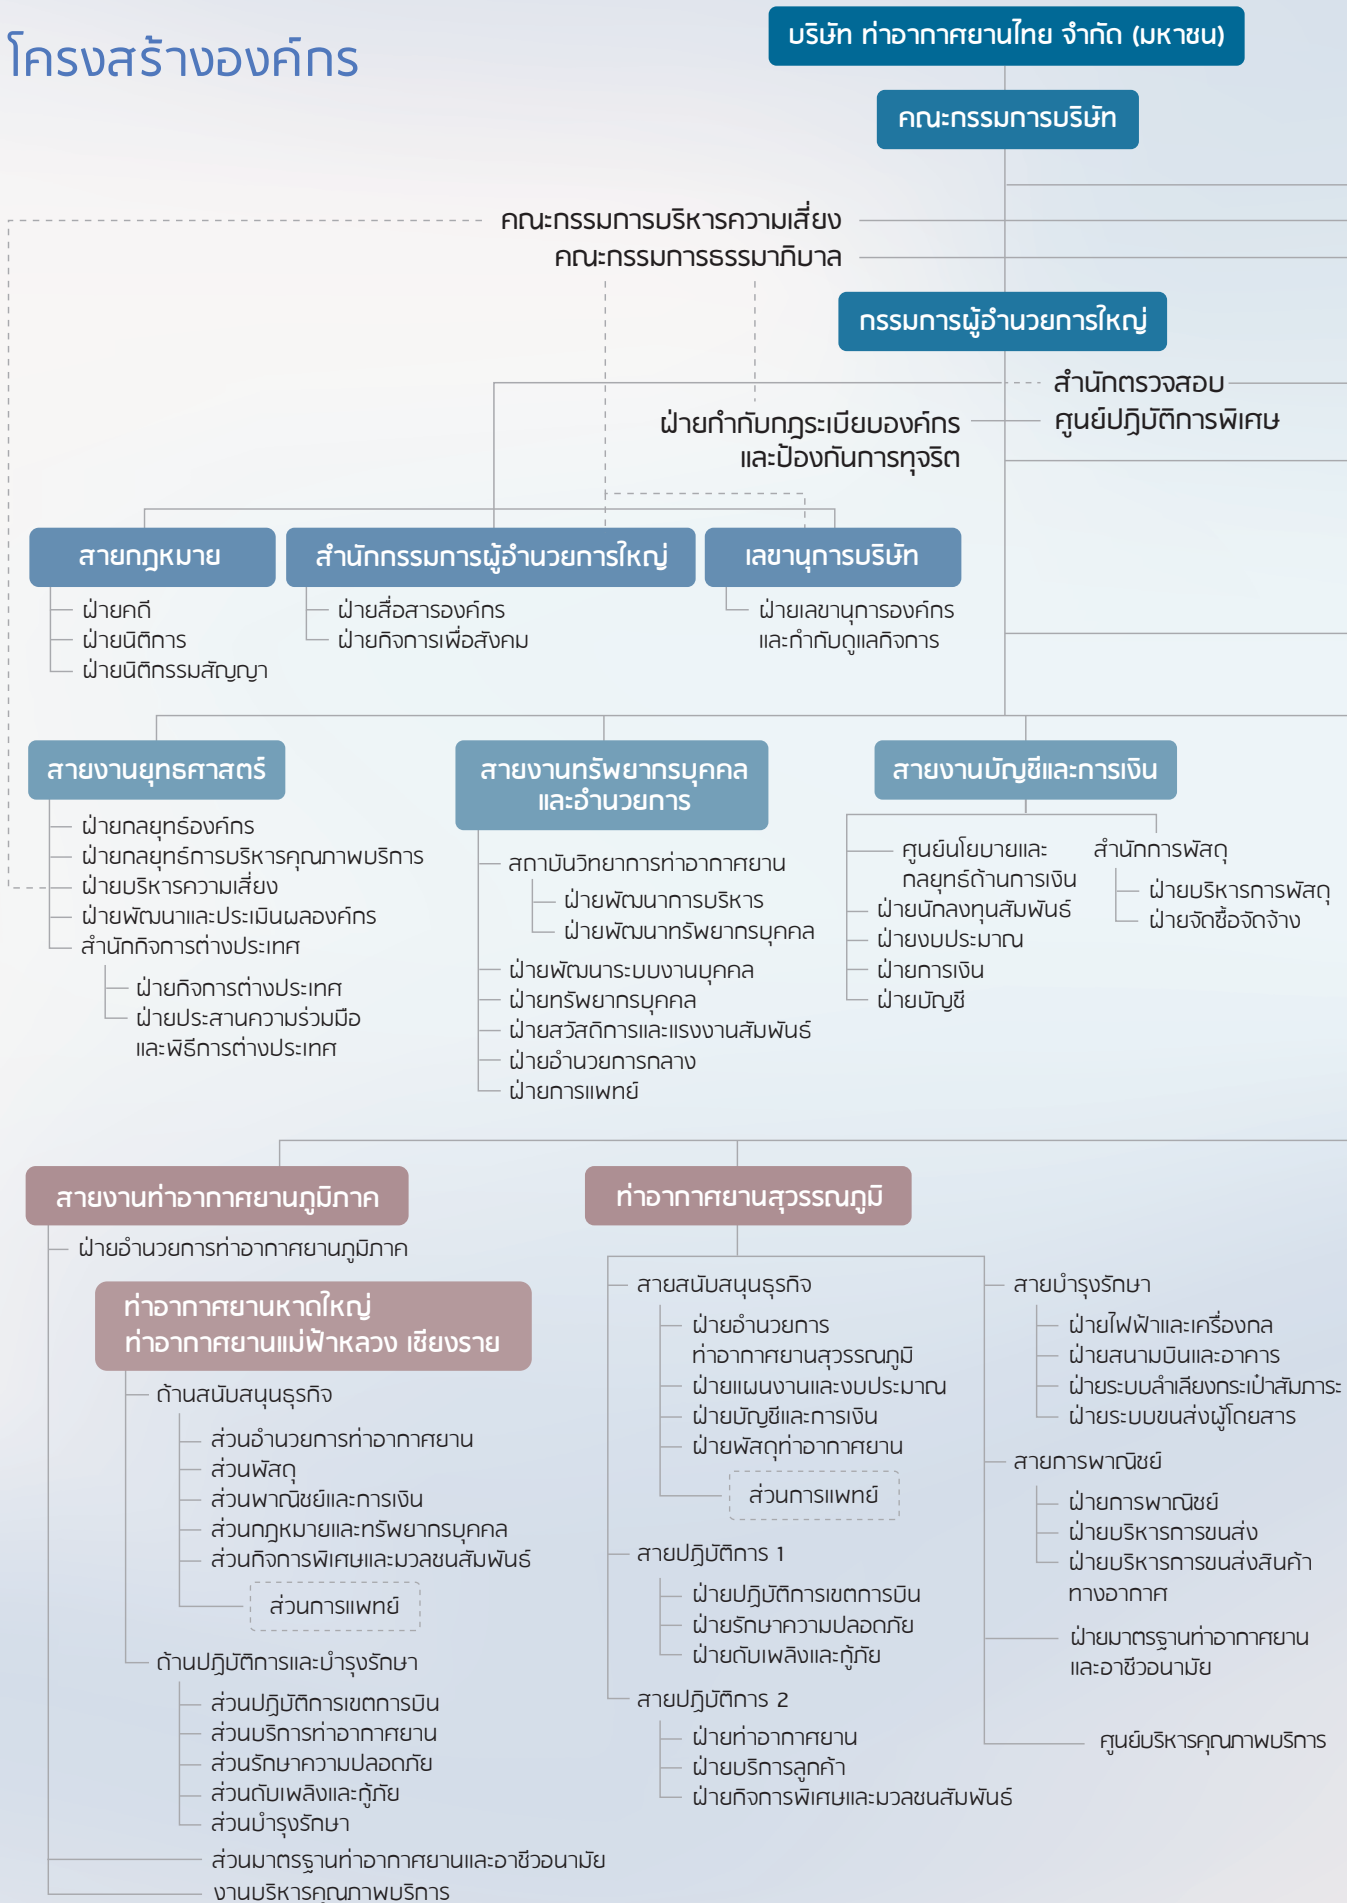 โครงสร้างองค์กร
บริษัท ท่าอากาศยานไทย จำกัด (มหาชน)
คณะกรรมการบริษัท
คณะกรรมการบริหารความเสี่ยง
คณะกรรมการธรรมาภิบาล
กรรมการผู้อำนวยการใหญ่
สำนักตรวจสอบ
ศูนย์ปฏิบัติการพิเศษ
ฝ่ายกำกับกฎระเบียบองค์กร
และป้องกันการทุจริต
สายกฎหมาย
ฝ่ายคดี
ฝ่ายนิติการ
ฝ่ายนิติกรรมสัญญา
สำนักกรรมการผู้อำนวยการใหญ่
ฝ่ายสื่อสารองค์กร
ฝ่ายกิจการเพื่อสังคม
เลขานุการบริษัท
ฝ่ายเลขานุการองค์กร
และกำกับดูแลกิจการ
สายงานยุทธศาสตร์
ฝ่ายกลยุทธ์องค์กร
ฝ่ายกลยุทธ์การบริหารคุณภาพบริการ
ฝ่ายบริหารความเสี่ยง
ฝ่ายพัฒนาและประเมินผลองค์กร
สำนักกิจการต่างประเทศ
ฝ่ายกิจการต่างประเทศ
ฝ่ายประสานความร่วมมือ
และพิธีการต่างประเทศ
สายงานทรัพยากรบุคคล
และอำนวยการ
สถาบันวิทยาการท่าอากาศยาน
ฝ่ายพัฒนาการบริหาร
ฝ่ายพัฒนาทรัพยากรบุคคล
ฝ่ายพัฒนาระบบงานบุคคล
ฝ่ายทรัพยากรบุคคล
ฝ่ายสวัสดิการและแรงงานสัมพันธ์
ฝ่ายอำนวยการกลาง
ฝ่ายการแพทย์
สายงานบัญชีและการเงิน
ศูนย์นโยบายและ
กลยุทธ์ด้านการเงิน
ฝ่ายนักลงทุนสัมพันธ์
ฝ่ายงบประมาณ
ฝ่ายการเงิน
ฝ่ายบัญชี
สำนักการพัสดุ
ฝ่ายบริหารการพัสดุ
ฝ่ายจัดซื้อจัดจ้าง
สายงานท่าอากาศยานภูมิภาค
ฝ่ายอำนวยการท่าอากาศยานภูมิภาค
ท่าอากาศยานหาดใหญ่
ท่าอากาศยานแม่ฟ้าหลวง เชียงราย
ด้านสนับสนุนธุรกิจ
ส่วนอำนวยการท่าอากาศยาน
ส่วนพัสดุ
ส่วนพาณิชย์และการเงิน
ส่วนกฎหมายและทรัพยากรบุคคล
ส่วนกิจการพิเศษและมวลชนสัมพันธ์
ส่วนการแพทย์
ด้านปฏิบัติการและบำรุงรักษา
ส่วนปฏิบัติการเขตการบิน
ส่วนบริการท่าอากาศยาน
ส่วนรักษาความปลอดภัย
ส่วนดับเพลิงและกู้ภัย
ส่วนบำรุงรักษา
ส่วนมาตรฐานท่าอากาศยานและอาชีวอนามัย
งานบริหารคุณภาพบริการ
ท่าอากาศยานสุวรรณภูมิ
สายสนับสนุนธุรกิจ
ฝ่ายอำนวยการ
ท่าอากาศยานสุวรรณภูมิ
ฝ่ายแผนงานและงบประมาณ
ฝ่ายบัญชีและการเงิน
ฝ่ายพัสดุท่าอากาศยาน
ส่วนการแพทย์
สายปฏิบัติการ 1
ฝ่ายปฏิบัติการเขตการบิน
ฝ่ายรักษาความปลอดภัย
ฝ่ายดับเพลิงและกู้ภัย
สายปฏิบัติการ 2
ฝ่ายท่าอากาศยาน
ฝ่ายบริการลูกค้า
ฝ่ายกิจการพิเศษและมวลชนสัมพันธ์
สายบำรุงรักษา
ฝ่ายไฟฟ้าและเครื่องกล
ฝ่ายสนามบินและอาคาร
ฝ่ายระบบลำเลียงกระเป๋าสัมภาระ
ฝ่ายระบบขนส่งผู้โดยสาร
สายการพาณิชย์
ฝ่ายการพาณิชย์
ฝ่ายบริหารการขนส่ง
ฝ่ายบริหารการขนส่งสินค้า
ทางอากาศ
ฝ่ายมาตรฐานท่าอากาศยาน
และอาชีวอนามัย
ศูนย์บริหารคุณภาพบริการ